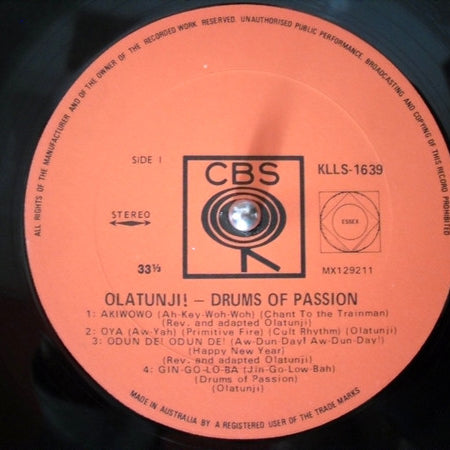 ALL RIGHTS OF THE MANUFACTURER AND OF THE OWNER OF THE RECORDED WORK RESERVED. UNAUTHORISED PUBLIC PERFORMANCE, BROADCASTING AND COPYING OF THIS RECORD PROHIBITED
SIDE 1
CBS
KLLS-1639
STEREO
ESSEX
33⅓
MX129211
OLATUNJI! — DRUMS OF PASSION
1: AKIWOWO (Ah-Key-Woh-Woh) (Chant To the Trainman)
(Rev. and adapted Olatunji)
2: OYA (Aw-Yah) (Primitive Fire) (Cult Rhythm) (Olatunji)
3: ODUN DE! ODUN DE! (Aw-Dun-Day! Aw-Dun-Day!)
(Happy New Year)
(Rev. and adapted Olatunji)
4: GIN-GO-LO-BA (Jin-Go-Low-Bah)
(Drums of Passion)
(Olatunji)
MADE IN AUSTRALIA BY A REGISTERED USER OF THE TRADE MARKS